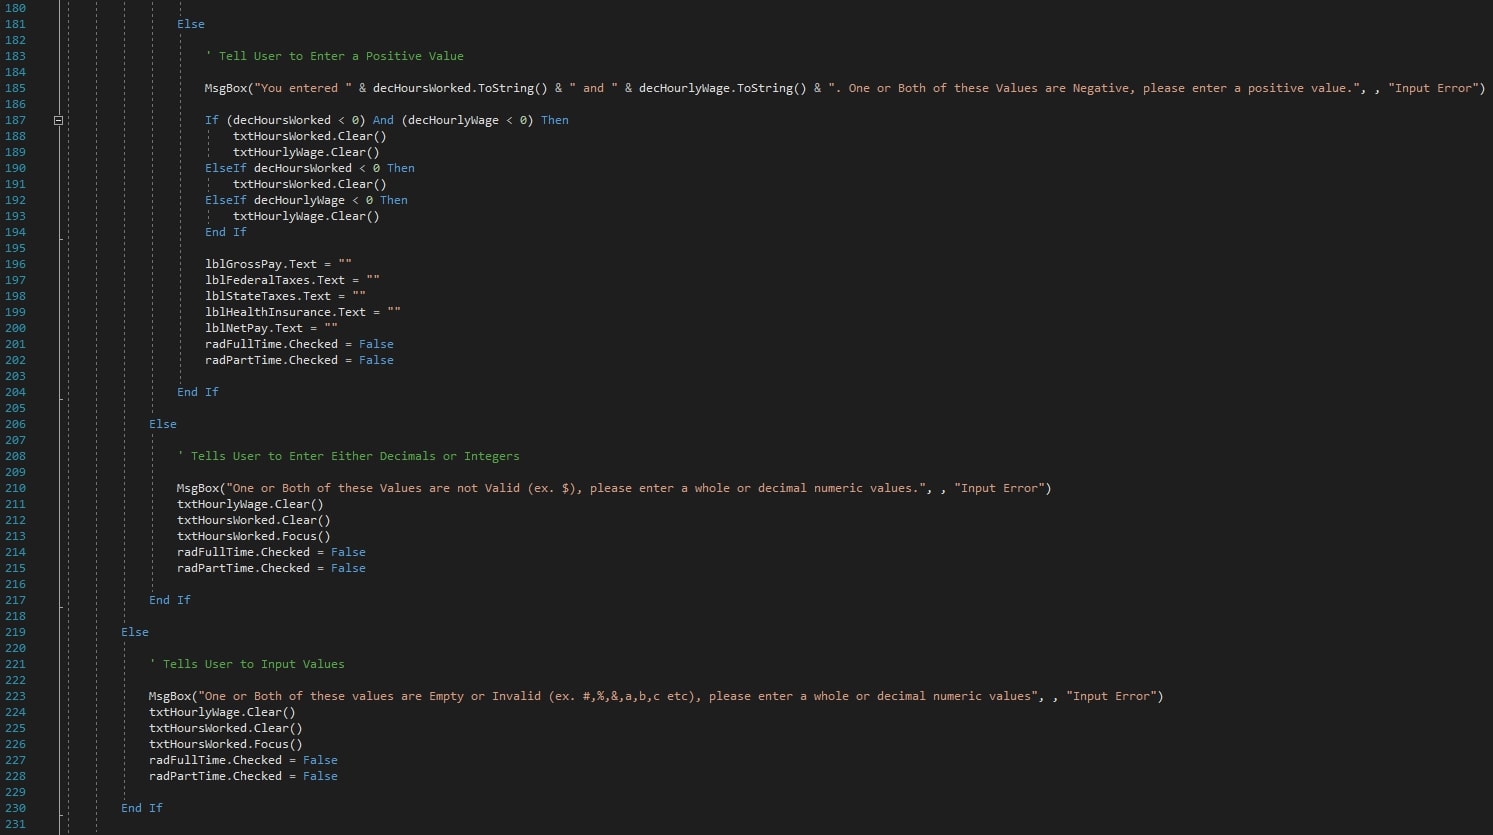 180
181 Else
182
183 ' Tell User to Enter a Positive Value
184
185 MsgBox("You entered " & decHoursWorked.ToString() & " and " & decHourlyWage.ToString() & ". One or Both of these Values are Negative, please enter a positive value.", , "Input Error")
186
187 If (decHoursWorked < 0) And (decHourlyWage < 0) Then
188 txtHoursWorked.Clear()
189 txtHourlyWage.Clear()
190 ElseIf decHoursWorked < 0 Then
191 txtHoursWorked.Clear()
192 ElseIf decHourlyWage < 0 Then
193 txtHourlyWage.Clear()
194 End If
195
196 lblGrossPay.Text = ""
197 lblFederalTaxes.Text = ""
198 lblStateTaxes.Text = ""
199 lblHealthInsurance.Text = ""
200 lblNetPay.Text = ""
201 radFullTime.Checked = False
202 radPartTime.Checked = False
203
204 End If
205
206 Else
207
208 ' Tells User to Enter Either Decimals or Integers
209
210 MsgBox("One or Both of these Values are not Valid (ex. $), please enter a whole or decimal numeric values.", , "Input Error")
211 txtHourlyWage.Clear()
212 txtHoursWorked.Clear()
213 txtHoursWorked.Focus()
214 radFullTime.Checked = False
215 radPartTime.Checked = False
216
217 End If
218
219 Else
220
221 ' Tells User to Input Values
222
223 MsgBox("One or Both of these values are Empty or Invalid (ex. #,%,&,a,b,c etc), please enter a whole or decimal numeric values", , "Input Error")
224 txtHourlyWage.Clear()
225 txtHoursWorked.Clear()
226 txtHoursWorked.Focus()
227 radFullTime.Checked = False
228 radPartTime.Checked = False
229
230 End If
231